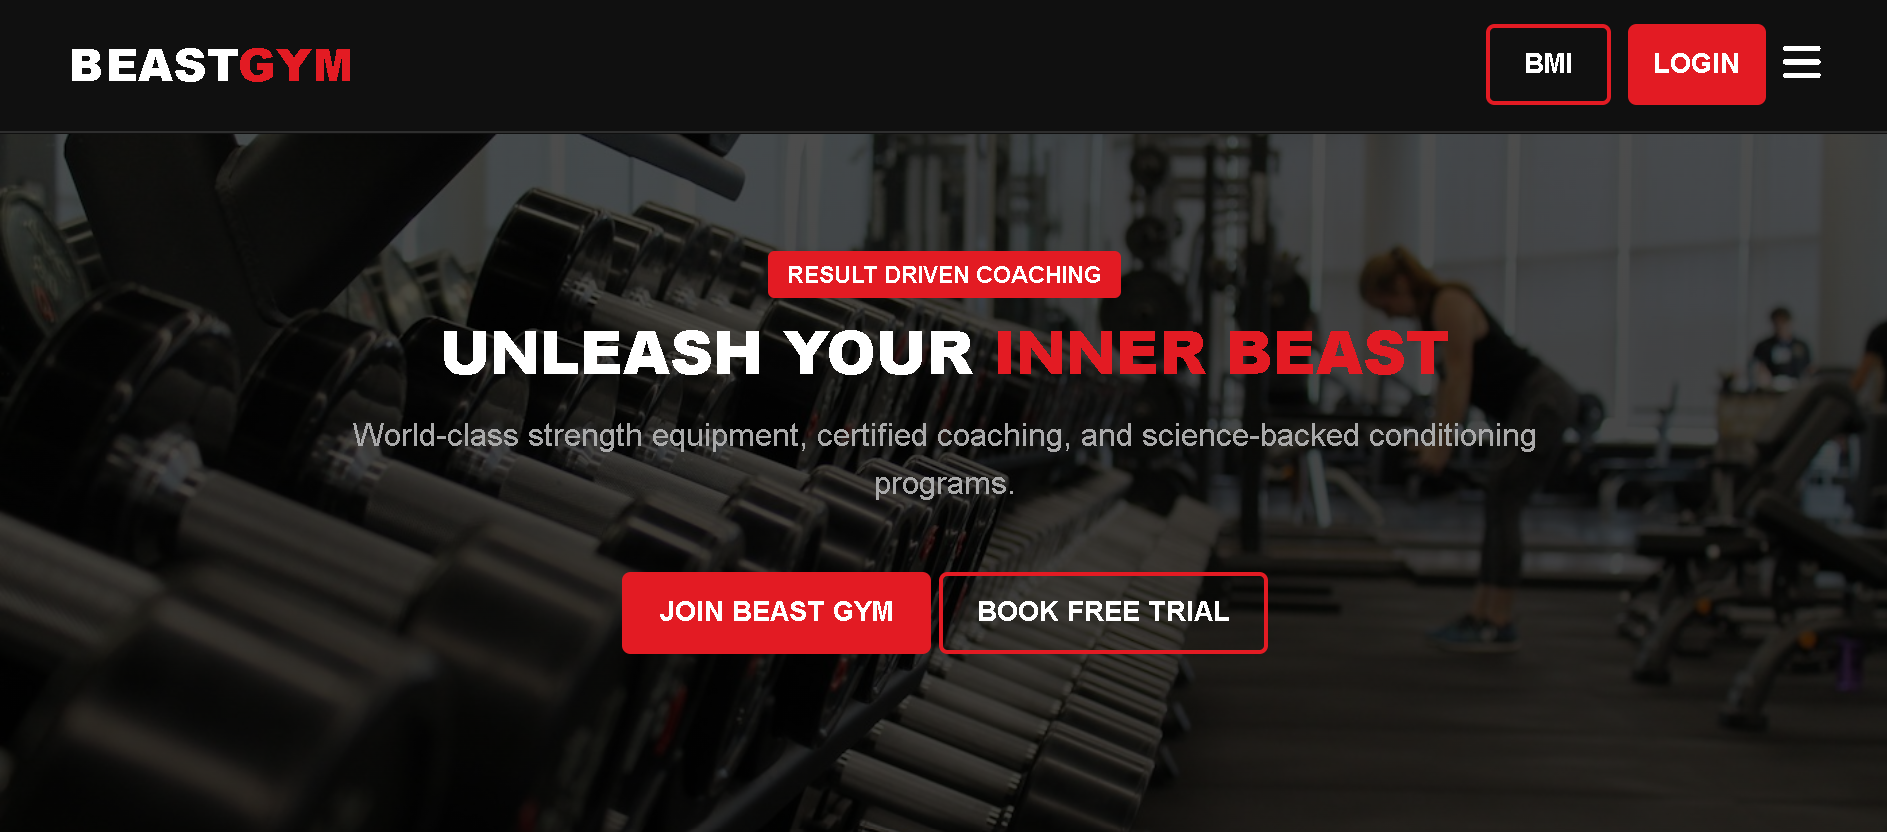 BEASTGYM
BMI
LOGIN
RESULT DRIVEN COACHING
UNLEASH YOUR INNER BEAST
World-class strength equipment, certified coaching, and science-backed conditioning
programs.
JOIN BEAST GYM
BOOK FREE TRIAL